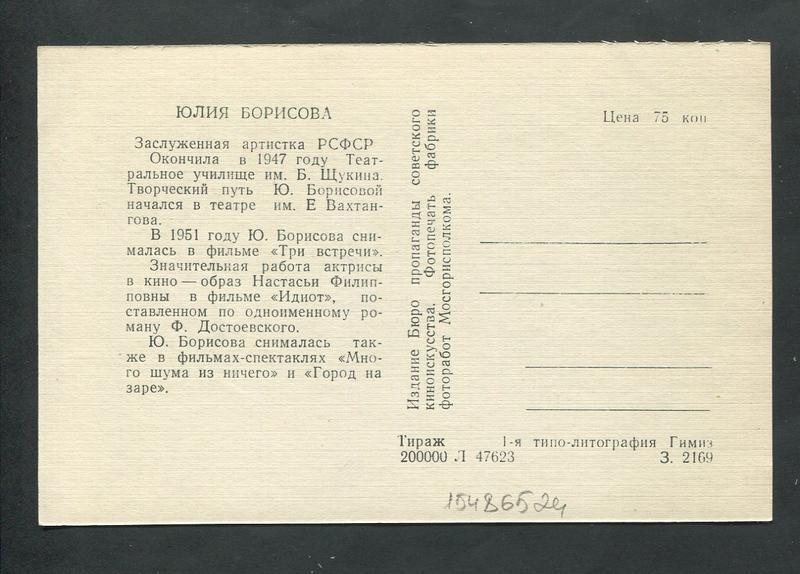 ЮЛИЯ БОРИСОВА
Заслуженная артистка РСФСР
Окончила в 1947 году Теат-
ральное училище им. Б. Щукина.
Творческий путь Ю. Борисовой
начался в театре им. Е Вахтан-
гова.
В 1951 году Ю. Борисова сни-
малась в фильме «Три встречи».
Значительная работа актрисы
в кино — образ Настасьи Филип-
повны в фильме «Идиот», по-
ставленном по одноименному ро-
ману Ф. Достоевского.
Ю. Борисова снималась так-
же в фильмах-спектаклях «Мно-
го шума из ничего» и «Город на
заре».
Издание Бюро пропаганды советского
киноискусства. Фотопечать фабрики
фоторабот Мосгорисполкома.
Цена 75 коп
Тираж 1-я типо-литография Гимиз
200000 Л 47623 З. 2169